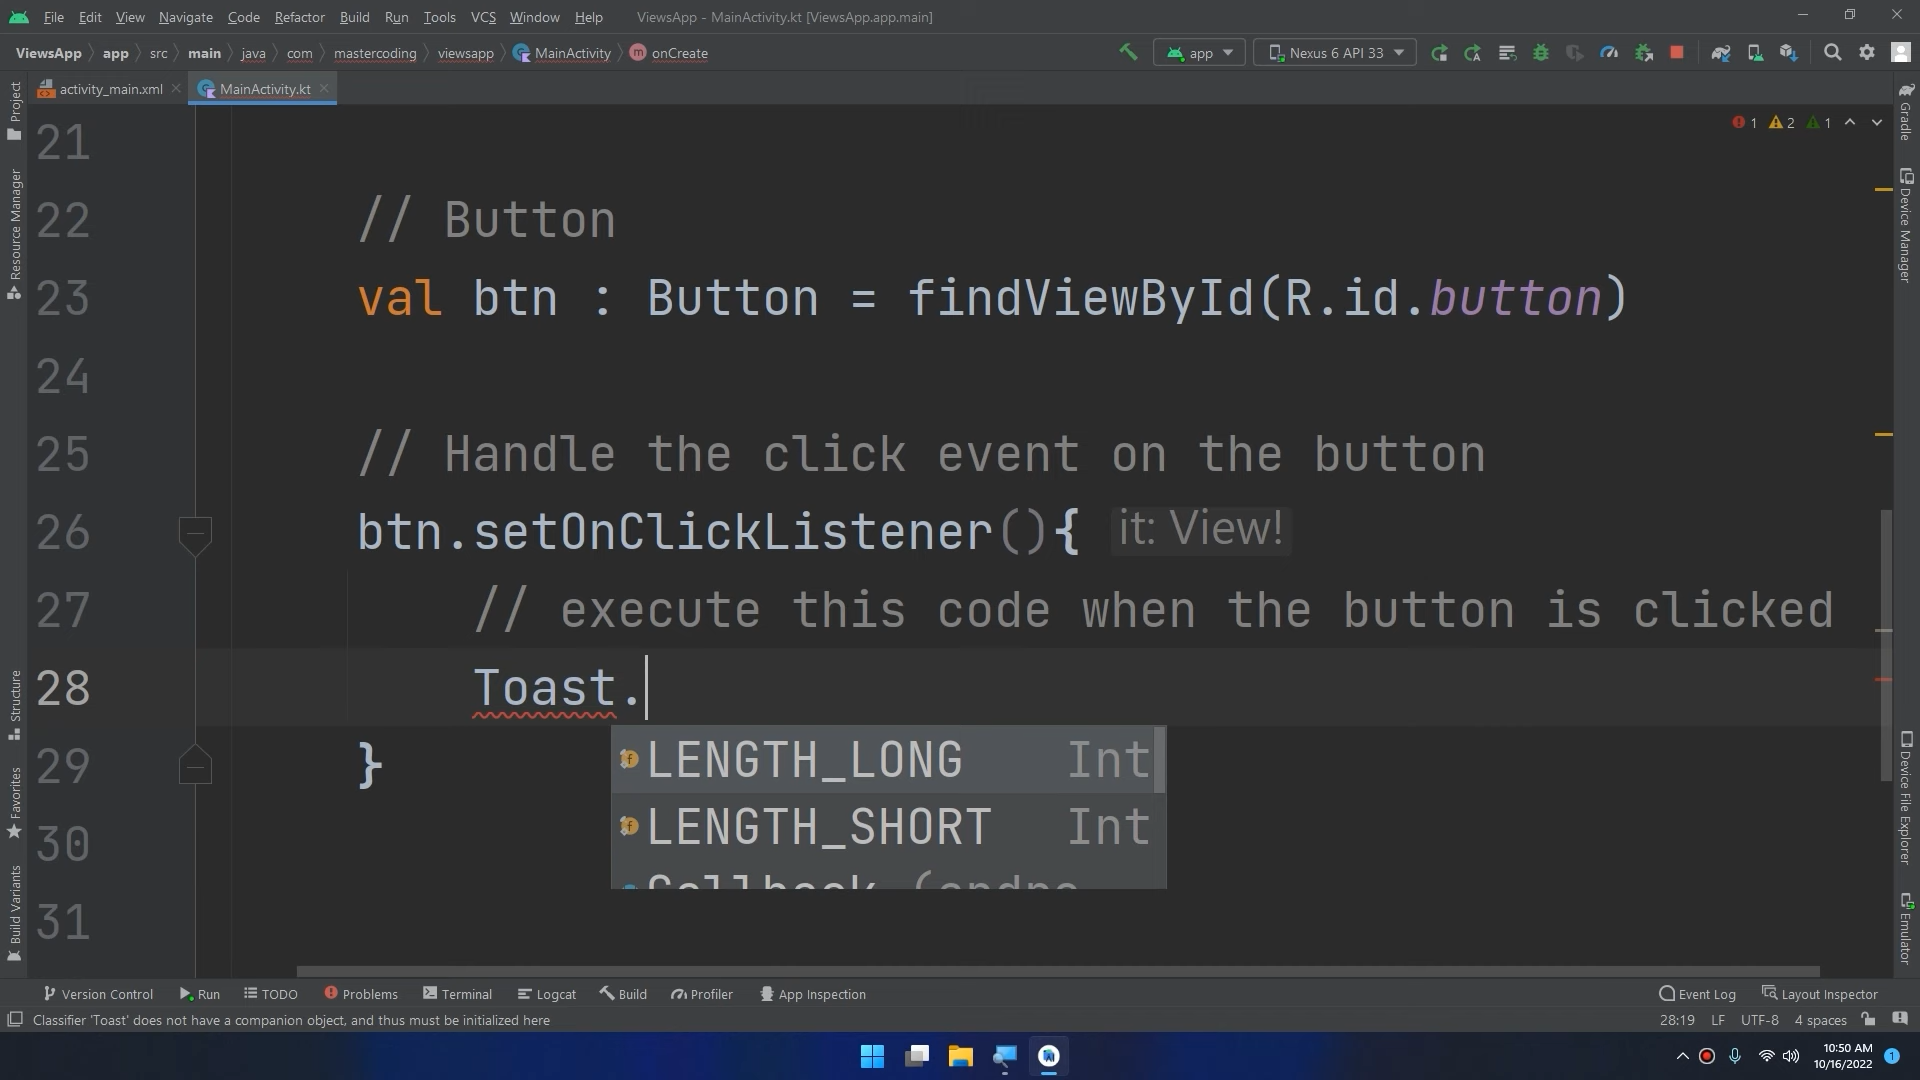 File Edit View Navigate Code Refactor Build Run Tools VCS Window Help ViewsApp - MainActivity.kt [ViewsApp.app.main]
ViewsApp app src main java com mastercoding viewsapp MainActivity onCreate app Nexus 6 API 33
activity_main.xml MainActivity.kt
Project
Resource Manager
Structure
Favorites
Build Variants
Gradle
Device Manager
Device File Explorer
Emulator
1 2 1
21
22 // Button
23 val btn : Button = findViewById(R.id.button)
24
25 // Handle the click event on the button
26 btn.setOnClickListener(){ it: View!
27 // execute this code when the button is clicked
28 Toast.
LENGTH_LONG Int
29 }
LENGTH_SHORT Int
30
31
Version Control Run TODO Problems Terminal Logcat Build Profiler App Inspection Event Log Layout Inspector
Classifier 'Toast' does not have a companion object, and thus must be initialized here 28:19 LF UTF-8 4 spaces
10:50 AM
10/16/2022
1